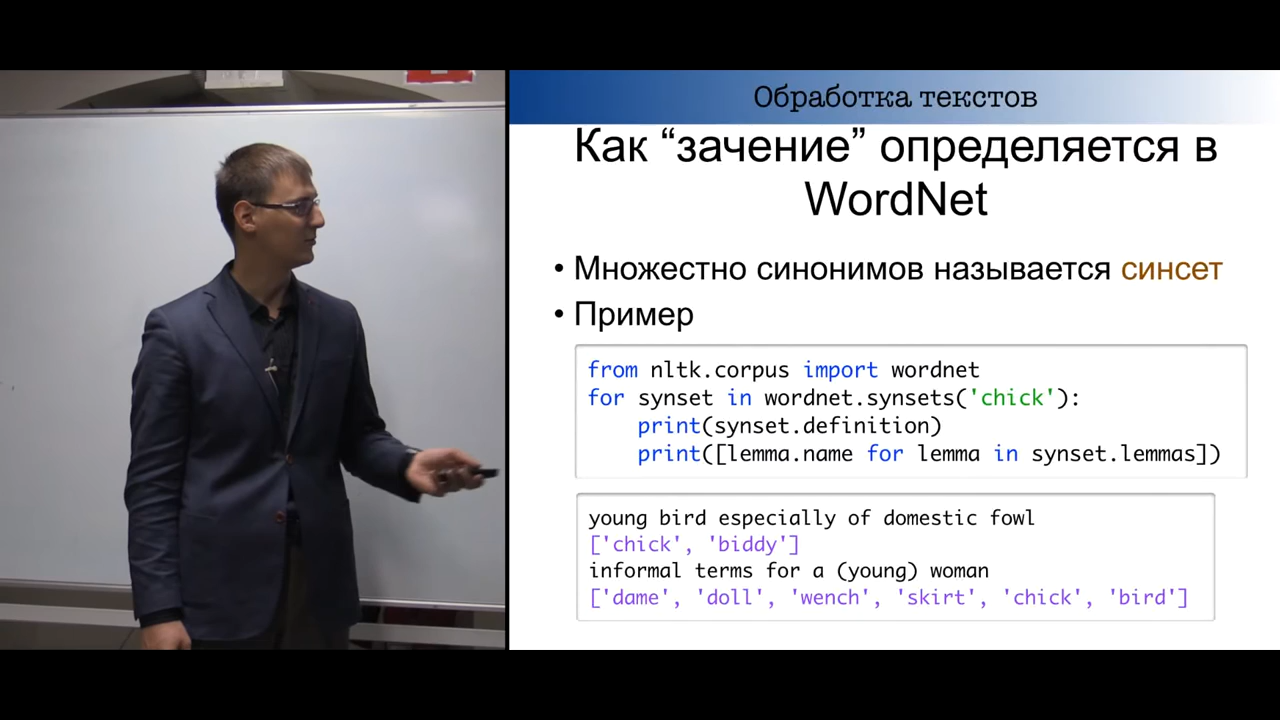 Обработка текстов
Как “зачение” определяется в
WordNet
• Множестно синонимов называется синсет
• Пример
from nltk.corpus import wordnet
for synset in wordnet.synsets('chick'):
    print(synset.definition)
    print([lemma.name for lemma in synset.lemmas])
young bird especially of domestic fowl
['chick', 'biddy']
informal terms for a (young) woman
['dame', 'doll', 'wench', 'skirt', 'chick', 'bird']